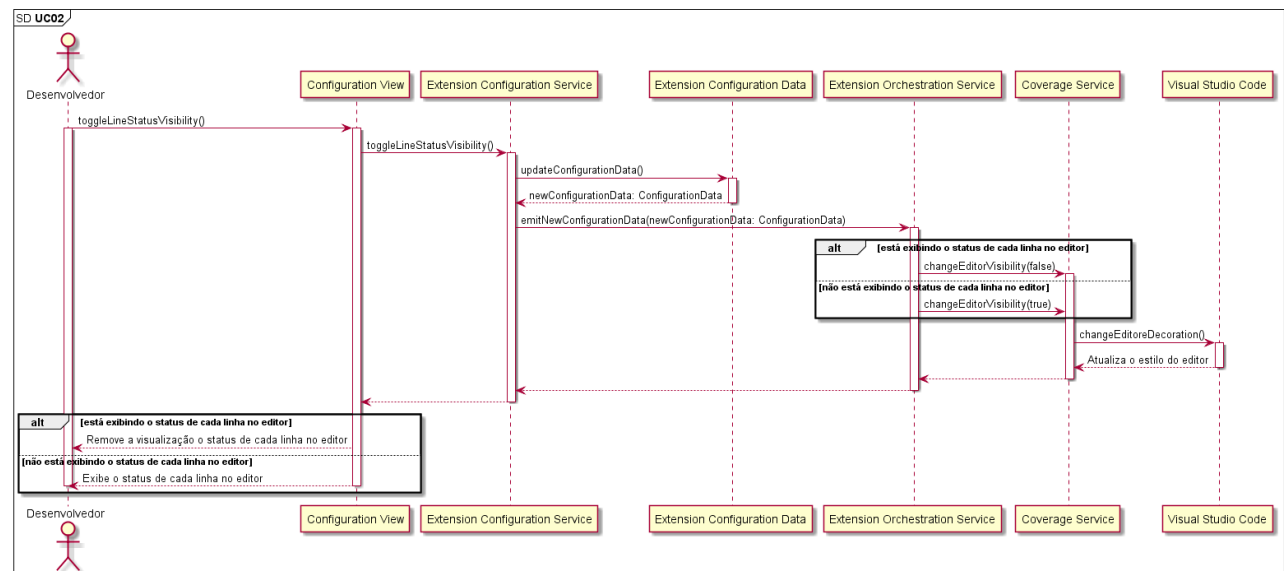 SD UC02
Desenvolvedor
Configuration View
Extension Configuration Service
Extension Configuration Data
Extension Orchestration Service
Coverage Service
Visual Studio Code
toggleLineStatusVisibility()
toggleLineStatusVisibility()
updateConfigurationData()
newConfigurationData: ConfigurationData
emitNewConfigurationData(newConfigurationData: ConfigurationData)
alt [está exibindo o status de cada linha no editor]
changeEditorVisibility(false)
[não está exibindo o status de cada linha no editor]
changeEditorVisibility(true)
changeEditoreDecoration()
Atualiza o estilo do editor
alt [está exibindo o status de cada linha no editor]
Remove a visualização o status de cada linha no editor
[não está exibindo o status de cada linha no editor]
Exibe o status de cada linha no editor
Desenvolvedor
Configuration View
Extension Configuration Service
Extension Configuration Data
Extension Orchestration Service
Coverage Service
Visual Studio Code